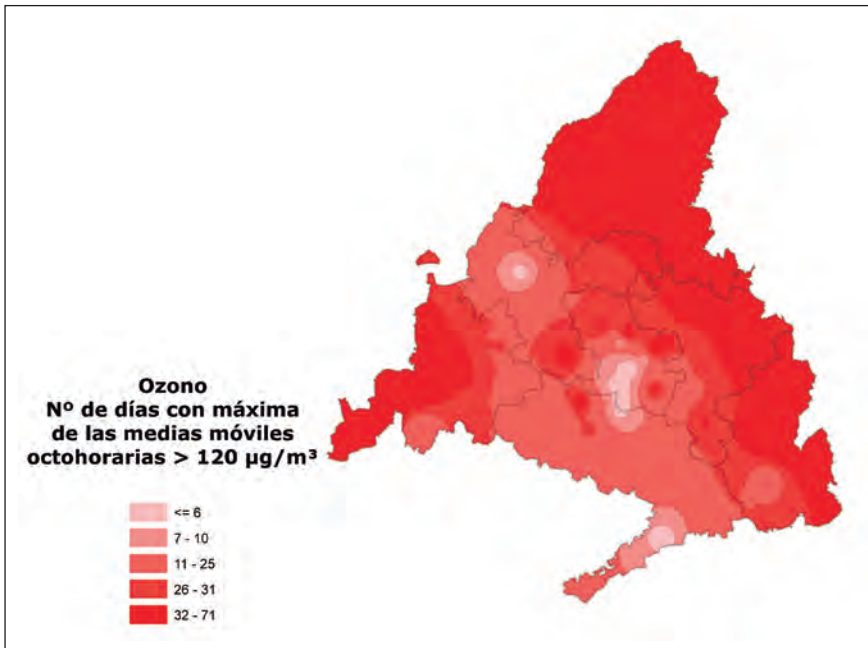 Ozono
Nº de días con máxima
de las medias móviles
octohorarias > 120 µg/m³
<= 6
7 - 10
11 - 25
26 - 31
32 - 71